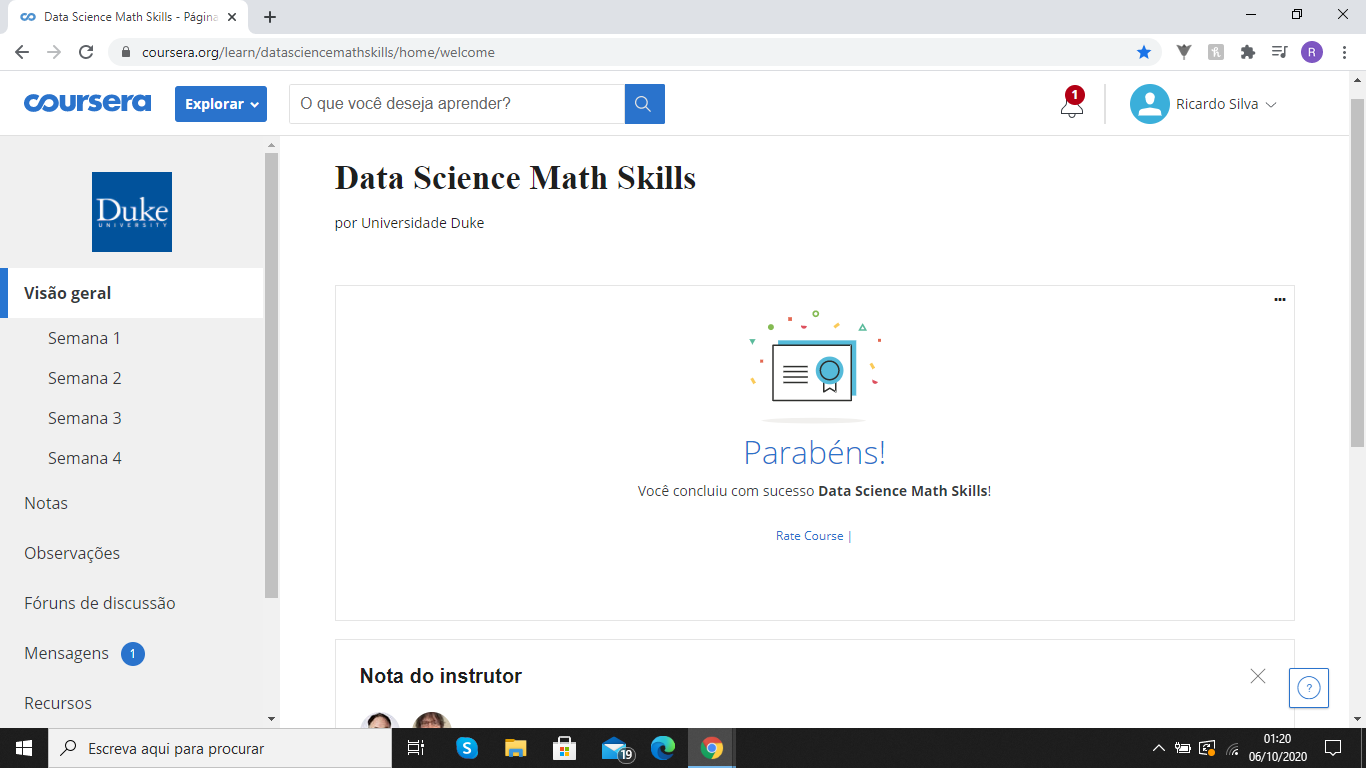 Data Science Math Skills - Página
coursera.org/learn/datasciencemathskills/home/welcome
R
coursera
Explorar
O que você deseja aprender?
1
Ricardo Silva
Duke
UNIVERSITY
Visão geral
Semana 1
Semana 2
Semana 3
Semana 4
Notas
Observações
Fóruns de discussão
Mensagens 1
Recursos
Data Science Math Skills
por Universidade Duke
Parabéns!
Você concluiu com sucesso Data Science Math Skills!
Rate Course |
Nota do instrutor
?
Escreva aqui para procurar
19
01:20
06/10/2020